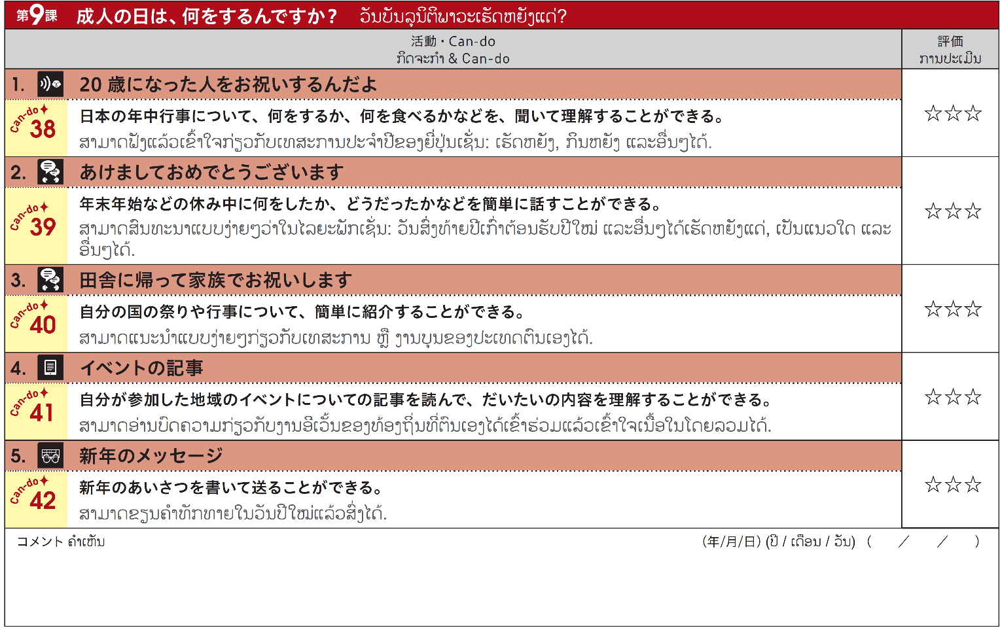 第9課 成人の日は、何をするんですか？ ວັນບັນລຸນິຕິພາວະເຮັດຫຍັງແດ່?
活動・Can-do
ກິດຈະກຳ & Can-do
評価
ການປະເມີນ
1. 20 歳になった人をお祝いするんだよ
Can-do 38
日本の年中行事について、何をするか、何を食べるかなどを、聞いて理解することができる。
ສາມາດຟັງແລ້ວເຂົ້າໃຈກ່ຽວກັບເທສະການປະຈຳປີຂອງຍີ່ປຸ່ນເຊັ່ນ: ເຮັດຫຍັງ, ກິນຫຍັງ ແລະອື່ນໆໄດ້.
☆☆☆
2. あけましておめでとうございます
Can-do 39
年末年始などの休み中に何をしたか、どうだったかなどを簡単に話すことができる。
ສາມາດສົນທະນາແບບງ່າຍໆວ່າໃນໄລຍະພັກເຊັ່ນ: ວັນສົ່ງທ້າຍປີເກົ່າຕ້ອນຮັບປີໃໝ່ ແລະອື່ນໆໄດ້ເຮັດຫຍັງແດ່, ເປັນແນວໃດ ແລະ
ອື່ນໆໄດ້.
☆☆☆
3. 田舎に帰って家族でお祝いします
Can-do 40
自分の国の祭りや行事について、簡単に紹介することができる。
ສາມາດແນະນຳແບບງ່າຍໆກ່ຽວກັບເທສະການ ຫຼື ງານບຸນຂອງປະເທດຕົນເອງໄດ້.
☆☆☆
4. イベントの記事
Can-do 41
自分が参加した地域のイベントについての記事を読んで、だいたいの内容を理解することができる。
ສາມາດອ່ານບົດຄວາມກ່ຽວກັບງານອີເວັ້ນຂອງທ້ອງຖິ່ນທີ່ຕົນເອງໄດ້ເຂົ້າຮ່ວມແລ້ວເຂົ້າໃຈເນື້ອໃນໂດຍລວມໄດ້.
☆☆☆
5. 新年のメッセージ
Can-do 42
新年のあいさつを書いて送ることができる。
ສາມາດຂຽນຄຳທັກທາຍໃນວັນປີໃໝ່ແລ້ວສົ່ງໄດ້.
☆☆☆
コメント ຄຳເຫັນ
（年/月/日）(ປີ / ເດືອນ / ວັນ) （ ／ ／ ）